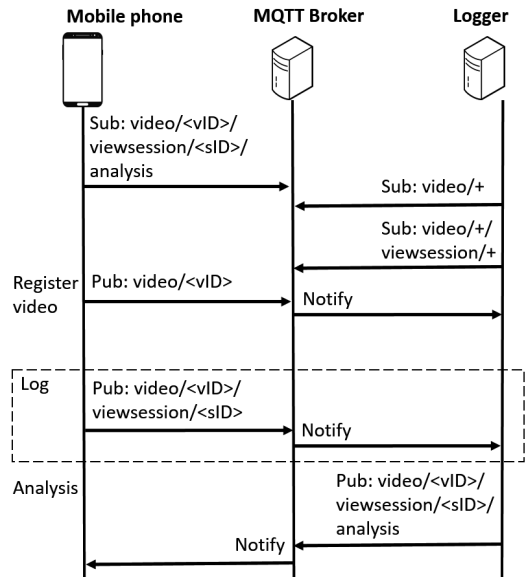 Mobile phone
MQTT Broker
Logger
Sub: video/<vID>/
viewsession/<sID>/
analysis
Sub: video/+
Sub: video/+/
viewsession/+
Register
video
Pub: video/<vID>
Notify
Log
Pub: video/<vID>/
viewsession/<sID>
Notify
Analysis
Pub: video/<vID>/
viewsession/<sID>/
analysis
Notify